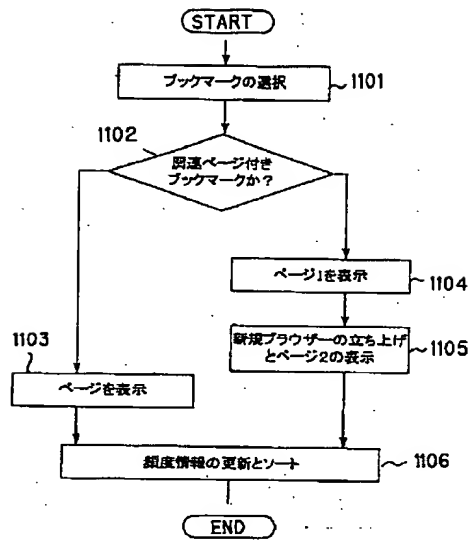 START
ブックマークの選択
1101
1102
関連ページ付き
ブックマークか?
ページ1を表示
1104
新規ブラウザーの立ち上げ
とページ2の表示
1105
1103
ページを表示
頻度情報の更新とソート
1106
END